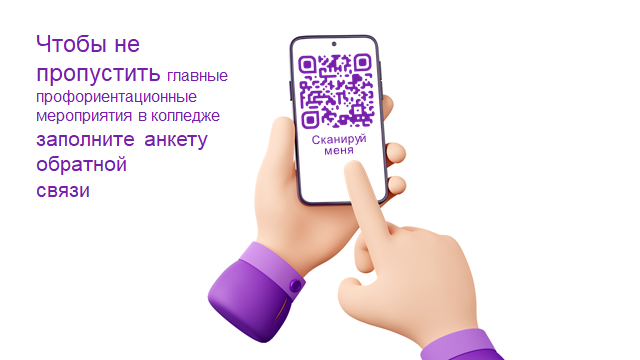 Чтобы не
пропустить главные
профориентационные
мероприятия в колледже
заполните анкету
обратной
связи
Сканируй
меня